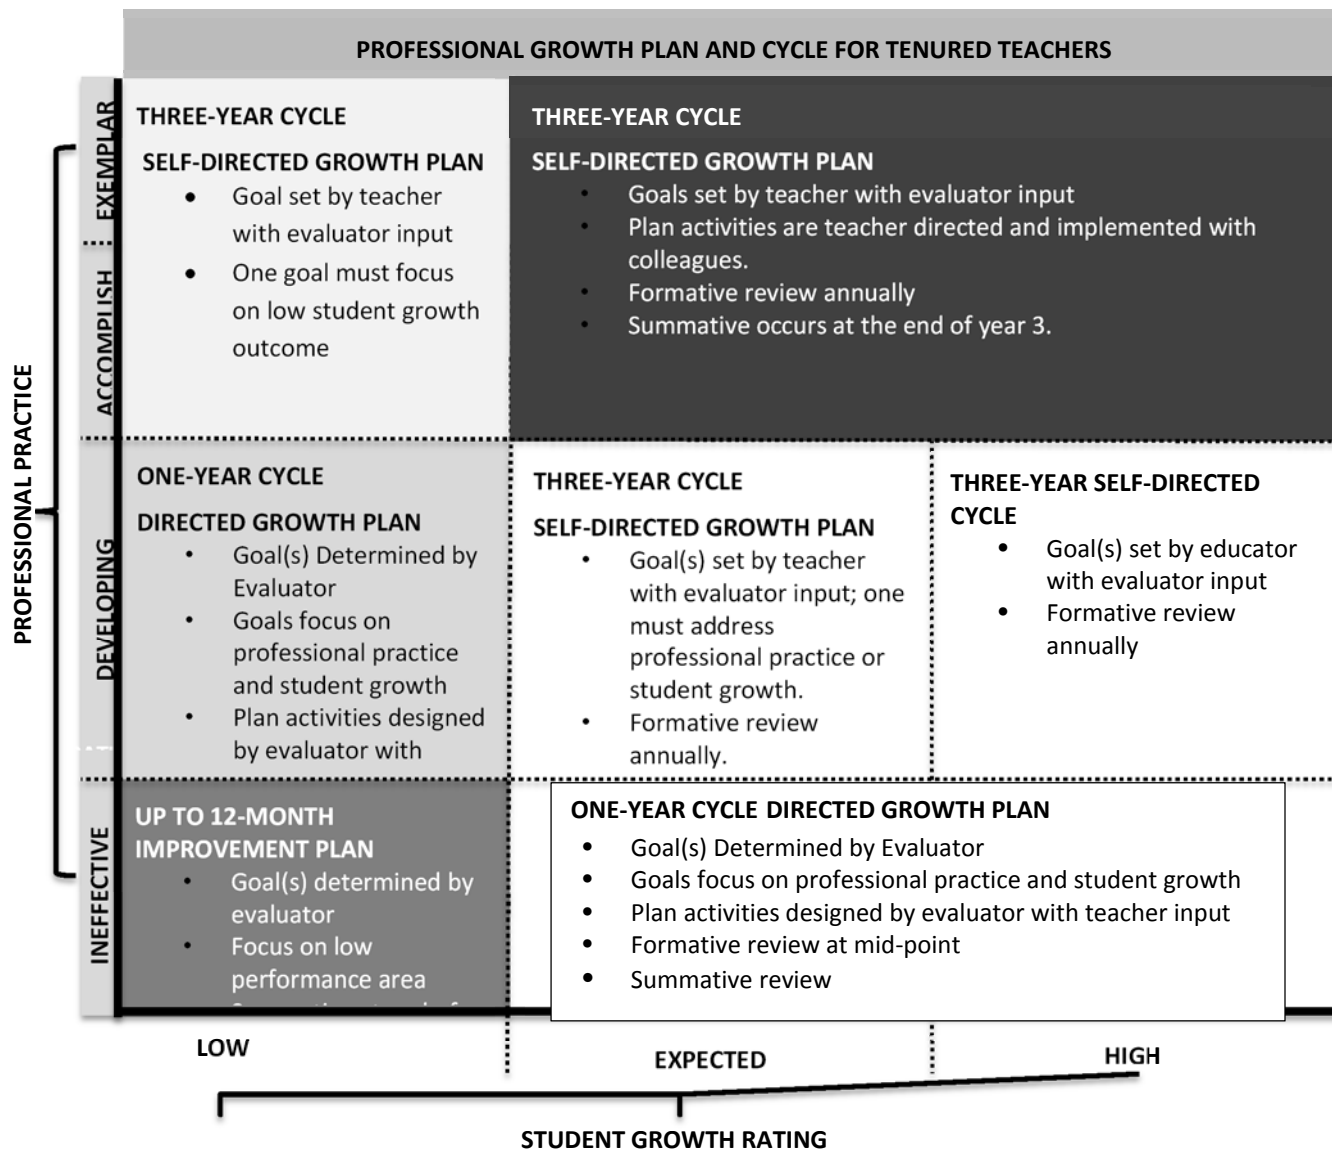 PROFESSIONAL GROWTH PLAN AND CYCLE FOR TENURED TEACHERS
PROFESSIONAL PRACTICE
EXEMPLAR
ACCOMPLISH
THREE-YEAR CYCLE
SELF-DIRECTED GROWTH PLAN
• Goal set by teacher
with evaluator input
• One goal must focus
on low student growth
outcome
THREE-YEAR CYCLE
SELF-DIRECTED GROWTH PLAN
• Goals set by teacher with evaluator input
• Plan activities are teacher directed and implemented with
colleagues.
• Formative review annually
• Summative occurs at the end of year 3.
DEVELOPING
ONE-YEAR CYCLE
DIRECTED GROWTH PLAN
• Goal(s) Determined by
Evaluator
• Goals focus on
professional practice
and student growth
• Plan activities designed
by evaluator with
THREE-YEAR CYCLE
SELF-DIRECTED GROWTH PLAN
• Goal(s) set by teacher
with evaluator input; one
must address
professional practice or
student growth.
• Formative review
annually.
THREE-YEAR SELF-DIRECTED
CYCLE
• Goal(s) set by educator
with evaluator input
• Formative review
annually
INEFFECTIVE
UP TO 12-MONTH
IMPROVEMENT PLAN
• Goal(s) determined by
evaluator
• Focus on low
performance area
ONE-YEAR CYCLE DIRECTED GROWTH PLAN
• Goal(s) Determined by Evaluator
• Goals focus on professional practice and student growth
• Plan activities designed by evaluator with teacher input
• Formative review at mid-point
• Summative review
LOW
EXPECTED
HIGH
STUDENT GROWTH RATING